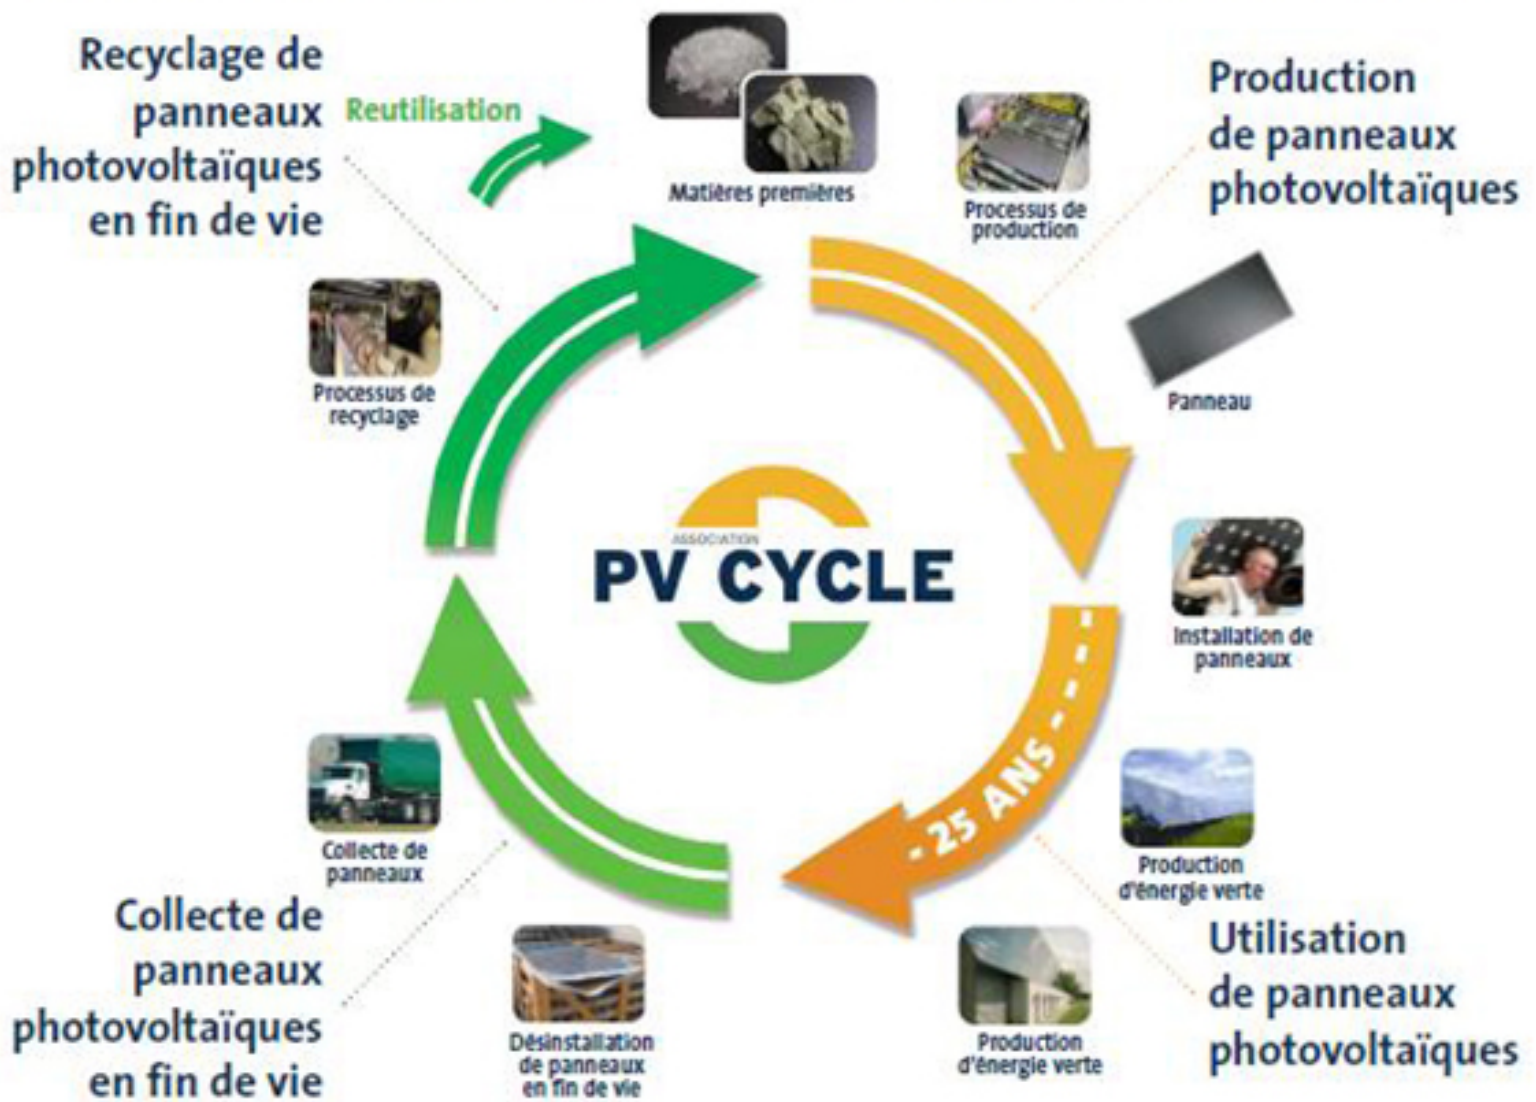 Recyclage de
panneaux
photovoltaïques
en fin de vie
Reutilisation
Matières premières
Processus de
production
Production
de panneaux
photovoltaïques
Panneau
Processus de
recyclage
ASSOCIATION
PV CYCLE
Installation de
panneaux
- 25 ANS -
Production
d'énergie verte
Collecte de
panneaux
Collecte de
panneaux
photovoltaïques
en fin de vie
Désinstallation
de panneaux
en fin de vie
Production
d'énergie verte
Utilisation
de panneaux
photovoltaïques